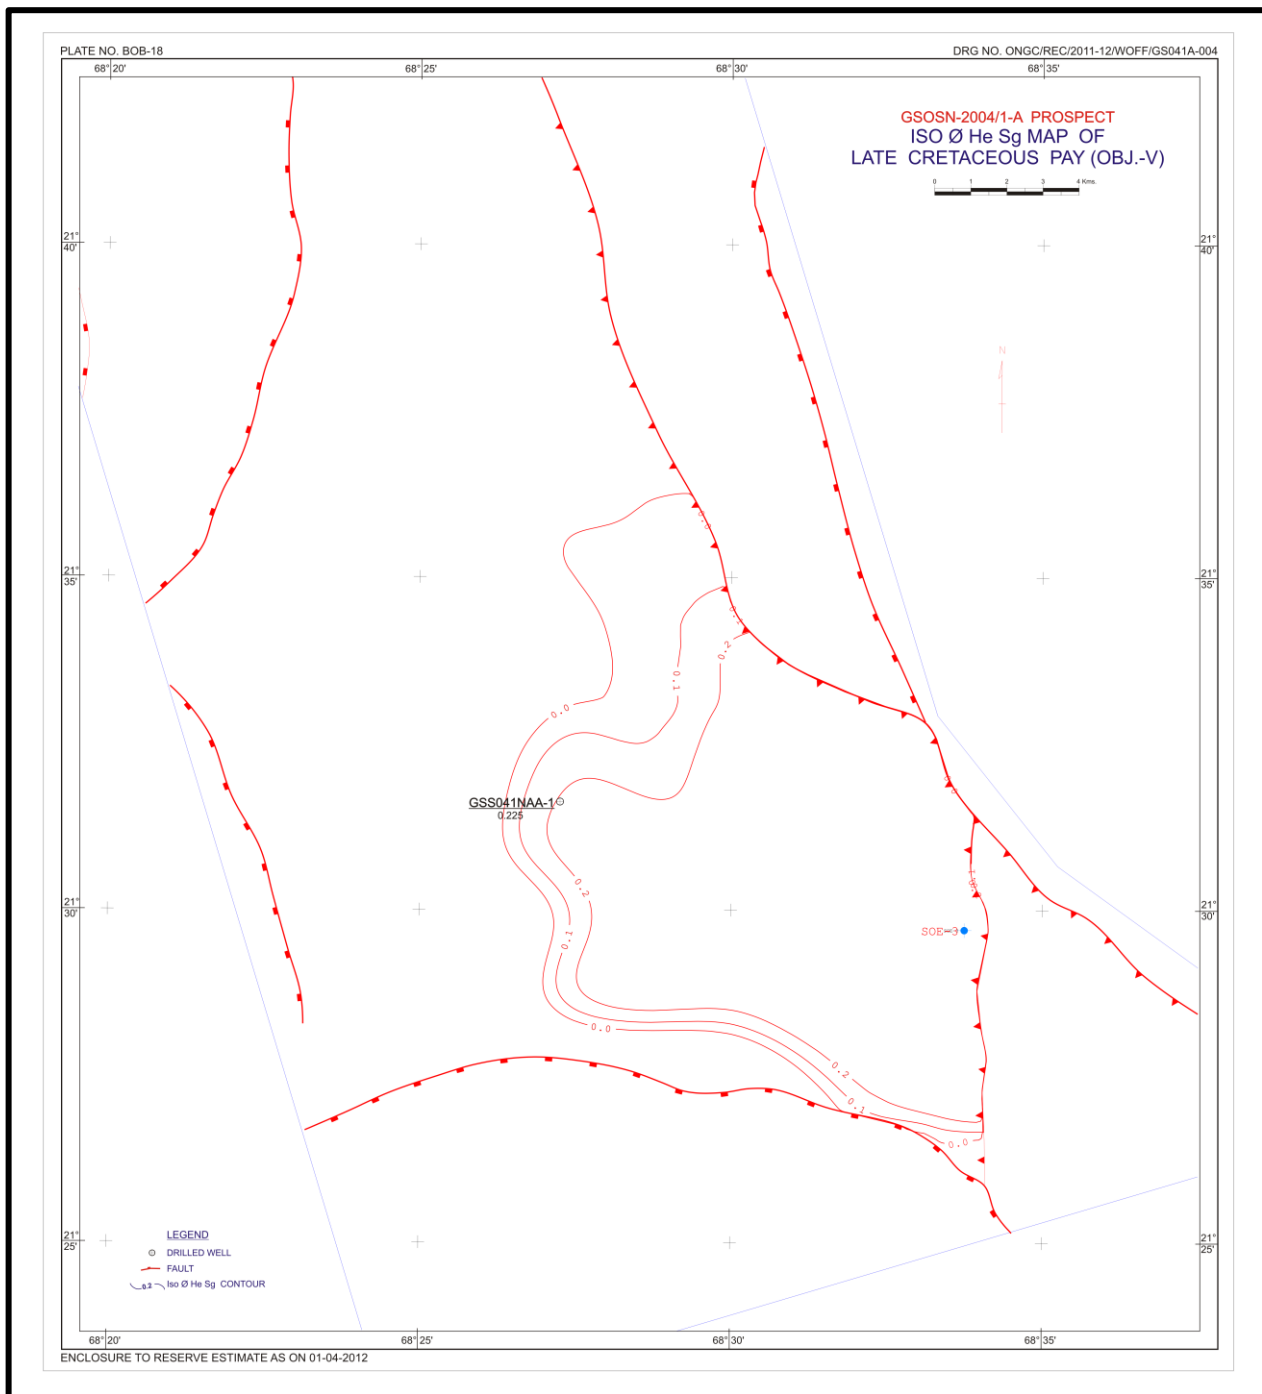 PLATE NO. BOB-18
DRG NO. ONGC/REC/2011-12/WOFF/GS041A-004
68° 20'
68° 25'
68° 30'
68° 35'
GSOSN-2004/1-A PROSPECT
ISO Ø He Sg MAP OF
LATE CRETACEOUS PAY (OBJ.-V)
0 1 2 3 4 Kms.
21° 40'
21° 40'
N
0.0
21° 35'
21° 35'
0.2
0.1
0.0
GSS041NAA-1
0.225
0.2
21° 30'
21° 30'
SOE-3
0.1
0.0
0.2
0.1
0.0
21° 25'
21° 25'
LEGEND
DRILLED WELL
FAULT
0.2 Iso Ø He Sg CONTOUR
68° 20'
68° 25'
68° 30'
68° 35'
ENCLOSURE TO RESERVE ESTIMATE AS ON 01-04-2012